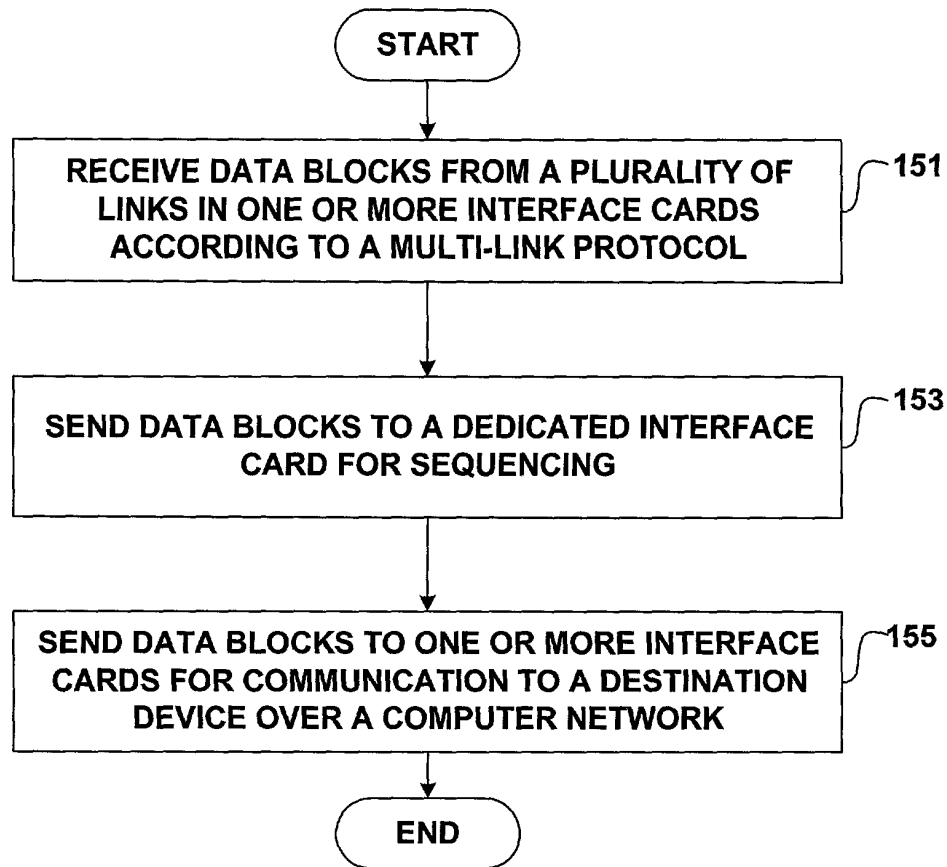 START
RECEIVE DATA BLOCKS FROM A PLURALITY OF
LINKS IN ONE OR MORE INTERFACE CARDS
ACCORDING TO A MULTI-LINK PROTOCOL
151
SEND DATA BLOCKS TO A DEDICATED INTERFACE
CARD FOR SEQUENCING
153
SEND DATA BLOCKS TO ONE OR MORE INTERFACE
CARDS FOR COMMUNICATION TO A DESTINATION
DEVICE OVER A COMPUTER NETWORK
155
END